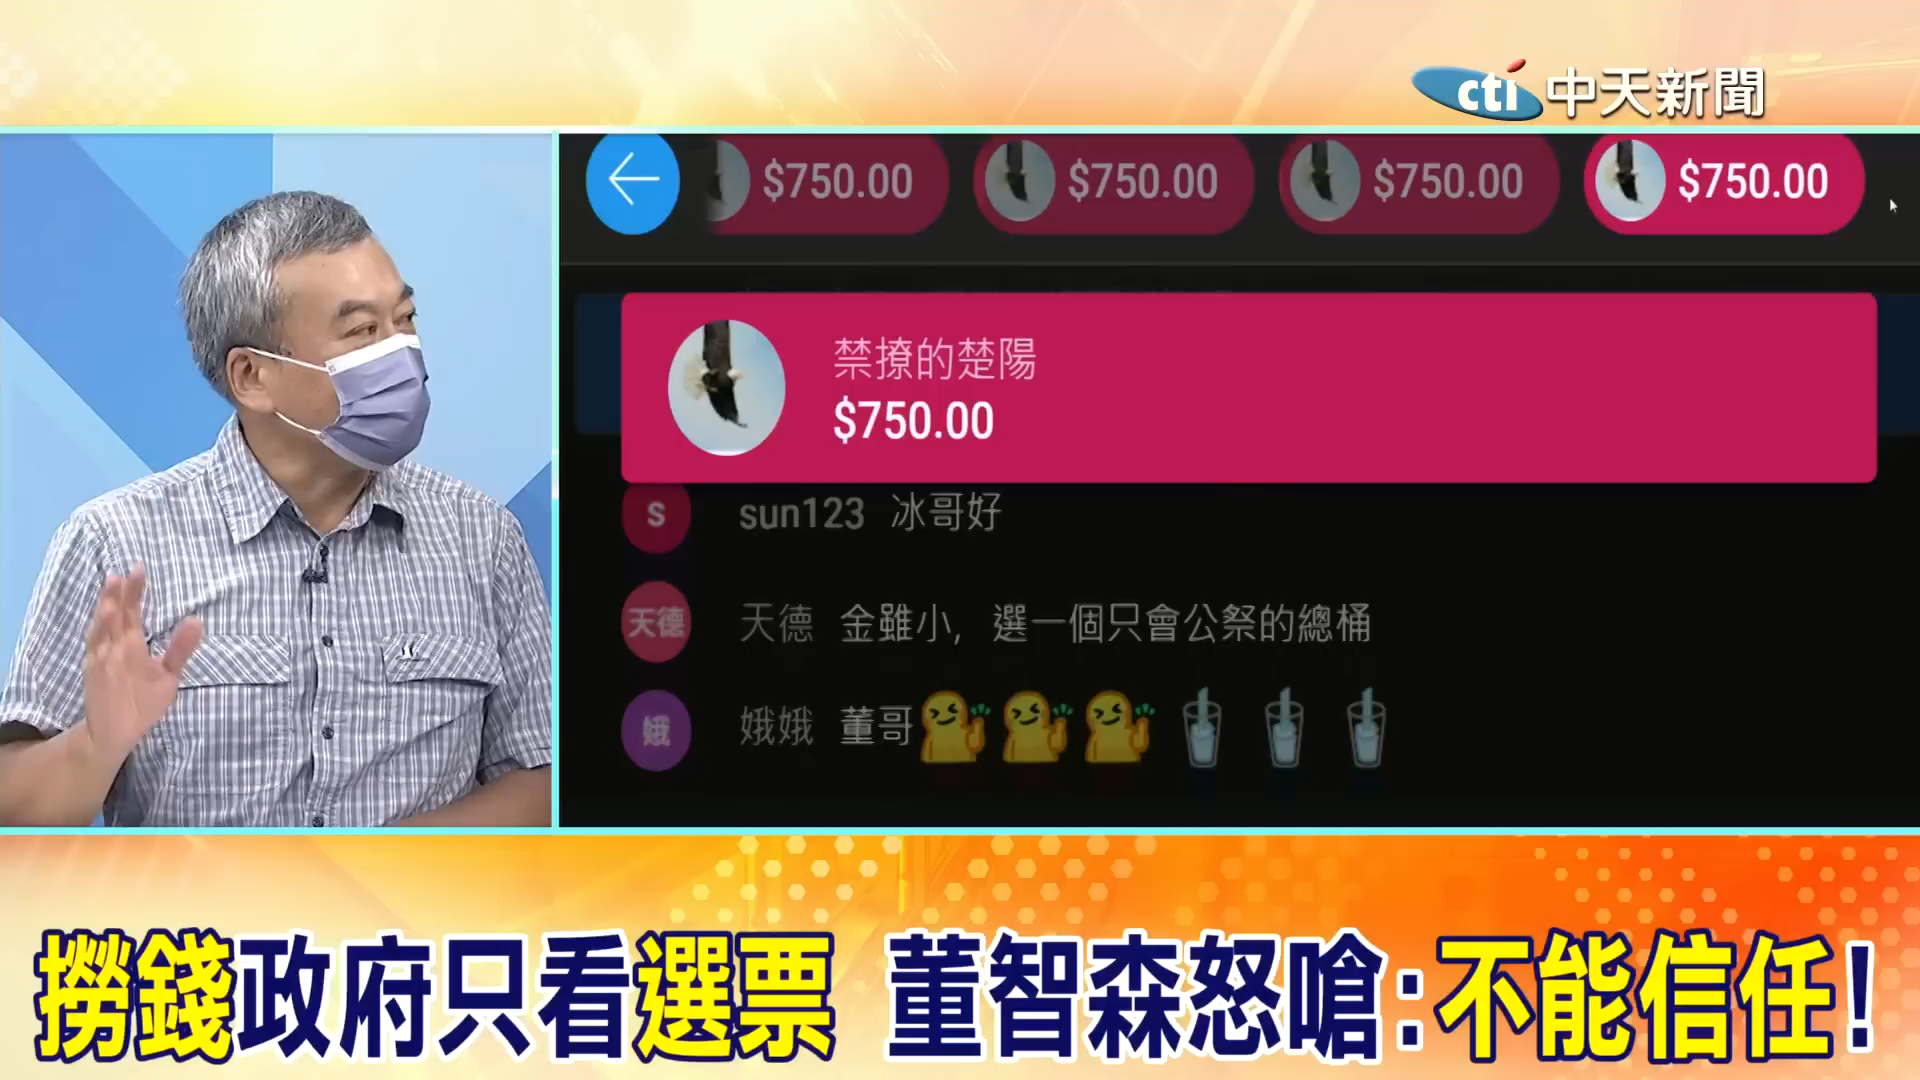 cti 中天新聞
$750.00
$750.00
$750.00
$750.00
禁撩的楚陽
$750.00
S sun123 冰哥好
天德 天德 金雖小，選一個只會公祭的總桶
娥 娥娥 董哥
撈錢政府只看選票 董智森怒嗆:不能信任!